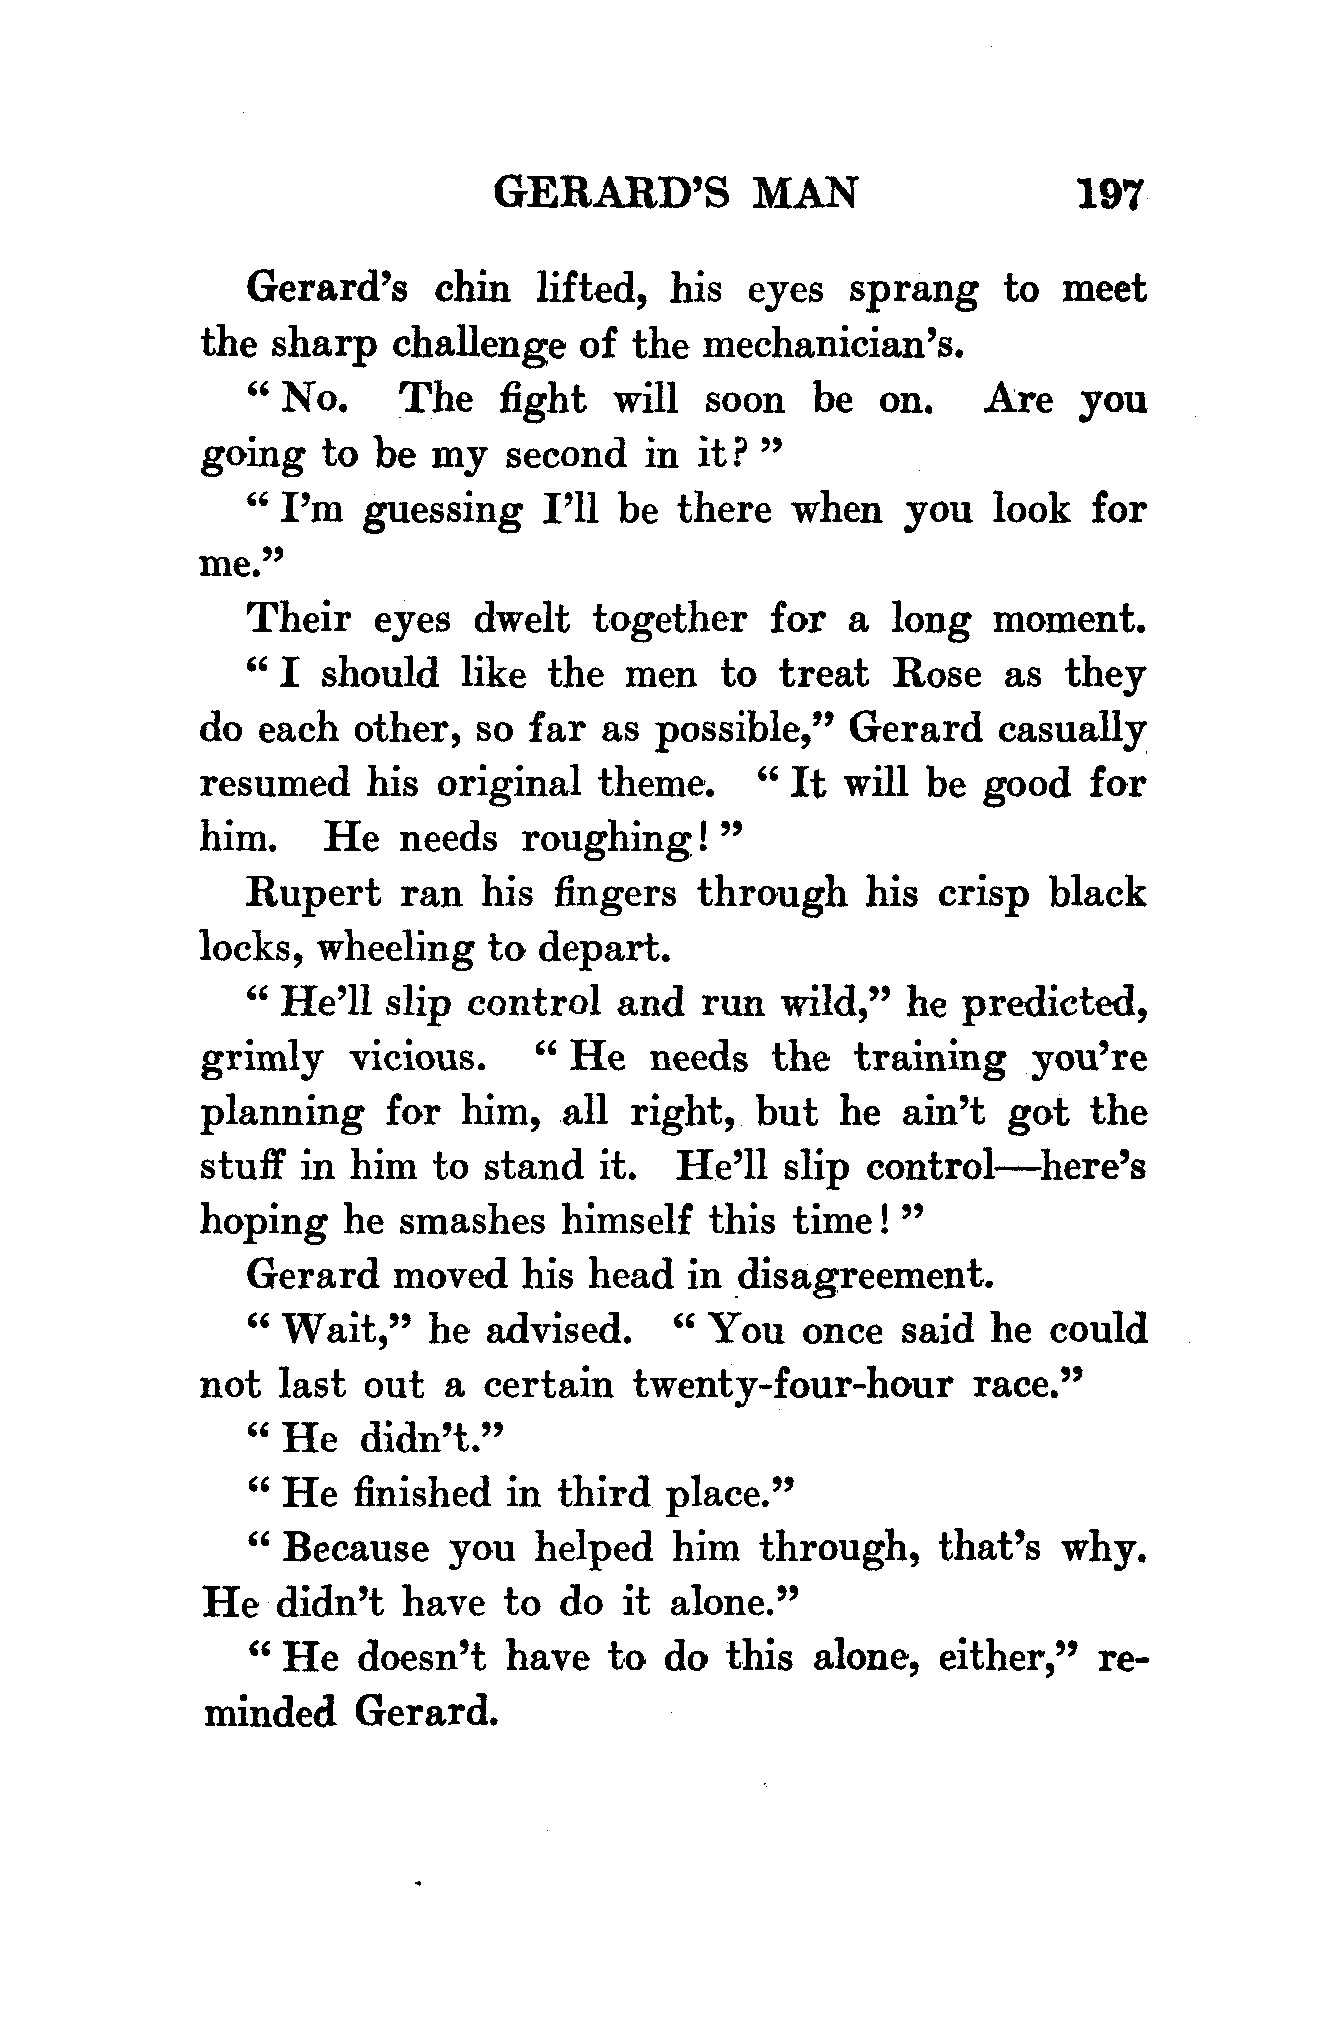 GERARD'S MAN 197
Gerard's chin lifted, his eyes sprang to meet
the sharp challenge of the mechanician's.
“ No. The fight will soon be on. Are you
going to be my second in it? ”
“ I'm guessing I'll be there when you look for
me.”
Their eyes dwelt together for a long moment.
“ I should like the men to treat Rose as they
do each other, so far as possible,” Gerard casually
resumed his original theme. “ It will be good for
him. He needs roughing! ”
Rupert ran his fingers through his crisp black
locks, wheeling to depart.
“ He'll slip control and run wild,” he predicted,
grimly vicious. “ He needs the training you're
planning for him, all right, but he ain't got the
stuff in him to stand it. He'll slip control—here's
hoping he smashes himself this time! ”
Gerard moved his head in disagreement.
“ Wait,” he advised. “ You once said he could
not last out a certain twenty-four-hour race.”
“ He didn't.”
“ He finished in third place.”
“ Because you helped him through, that's why.
He didn't have to do it alone.”
“ He doesn't have to do this alone, either,” re-
minded Gerard.